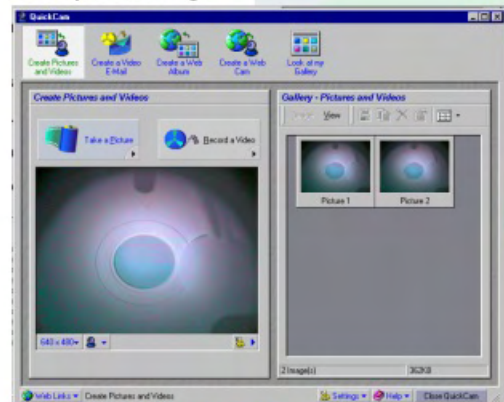 QuickCam
Create Pictures and Videos
Create a Video E-Mail
Create a Web Album
Create a Web Cam
Look at my Gallery
Create Pictures and Videos
Take a Picture
Record a Video
640 x 480
Gallery - Pictures and Videos
View
Picture 1
Picture 2
2 Image(s)
362KB
Web Links
Create Pictures and Videos
Settings
Help
Close QuickCam